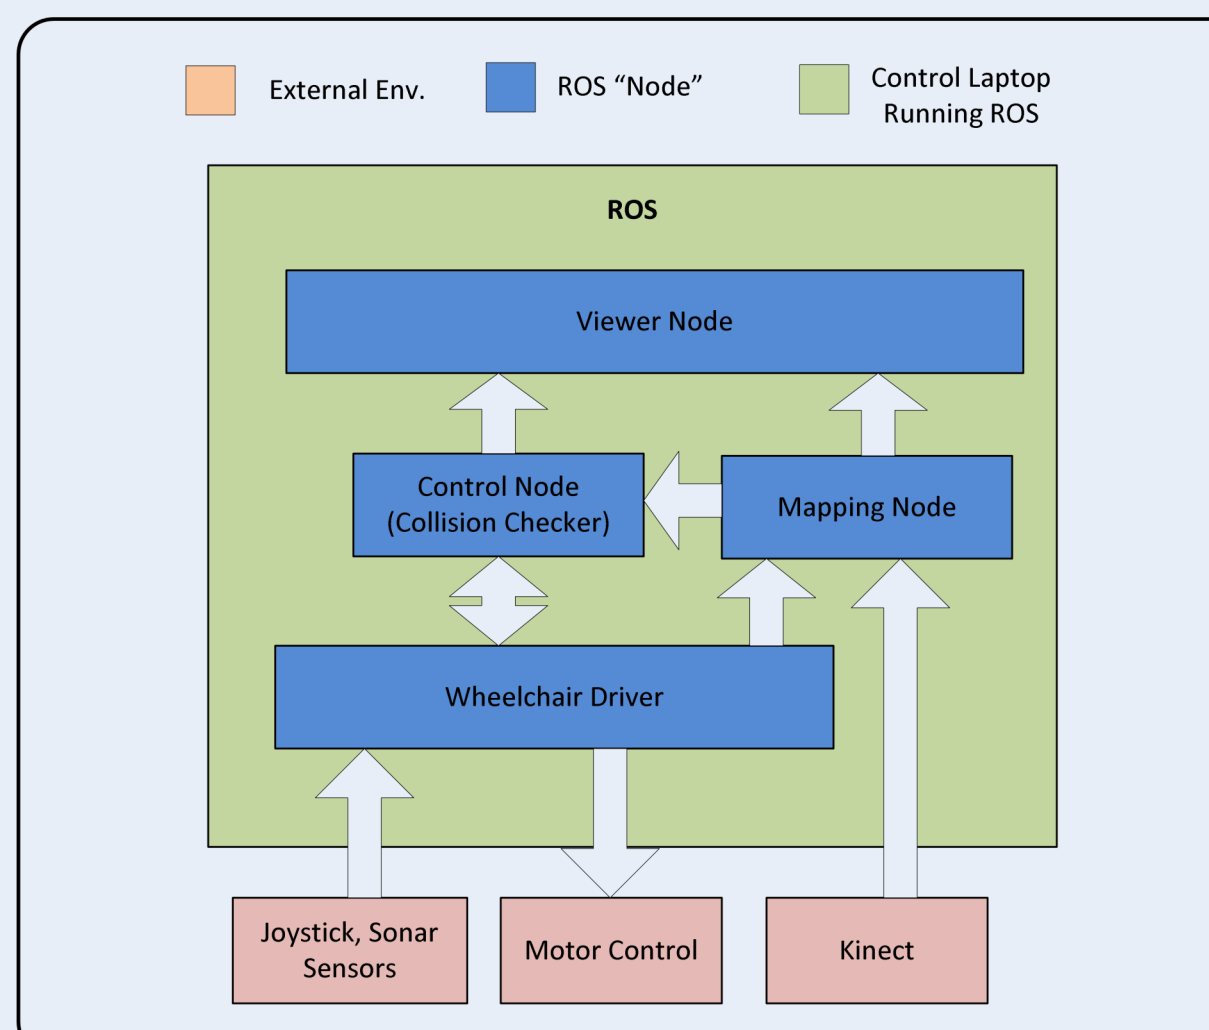 External Env.
ROS “Node”
Control Laptop
Running ROS
ROS
Viewer Node
Control Node
(Collision Checker)
Mapping Node
Wheelchair Driver
Joystick, Sonar
Sensors
Motor Control
Kinect